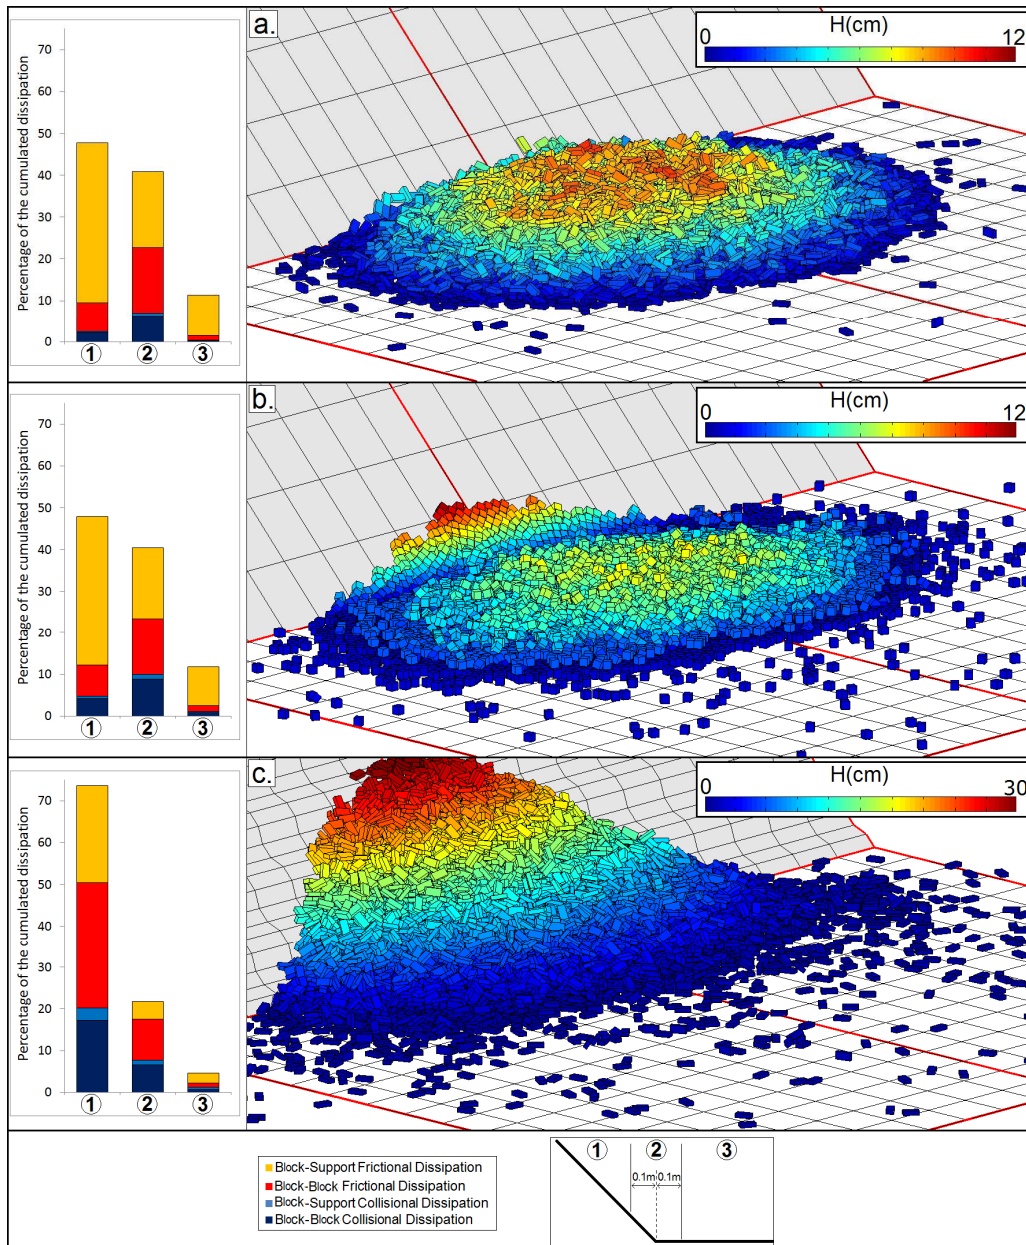 a.
H(cm)
0 12
Percentage of the cumulated dissipation
70
60
50
40
30
20
10
0
1 2 3
b.
H(cm)
0 12
Percentage of the cumulated dissipation
70
60
50
40
30
20
10
0
1 2 3
c.
H(cm)
0 30
Percentage of the cumulated dissipation
70
60
50
40
30
20
10
0
1 2 3
Block-Support Frictional Dissipation
Block-Block Frictional Dissipation
Block-Support Collisional Dissipation
Block-Block Collisional Dissipation
1 2 3
0.1m 0.1m